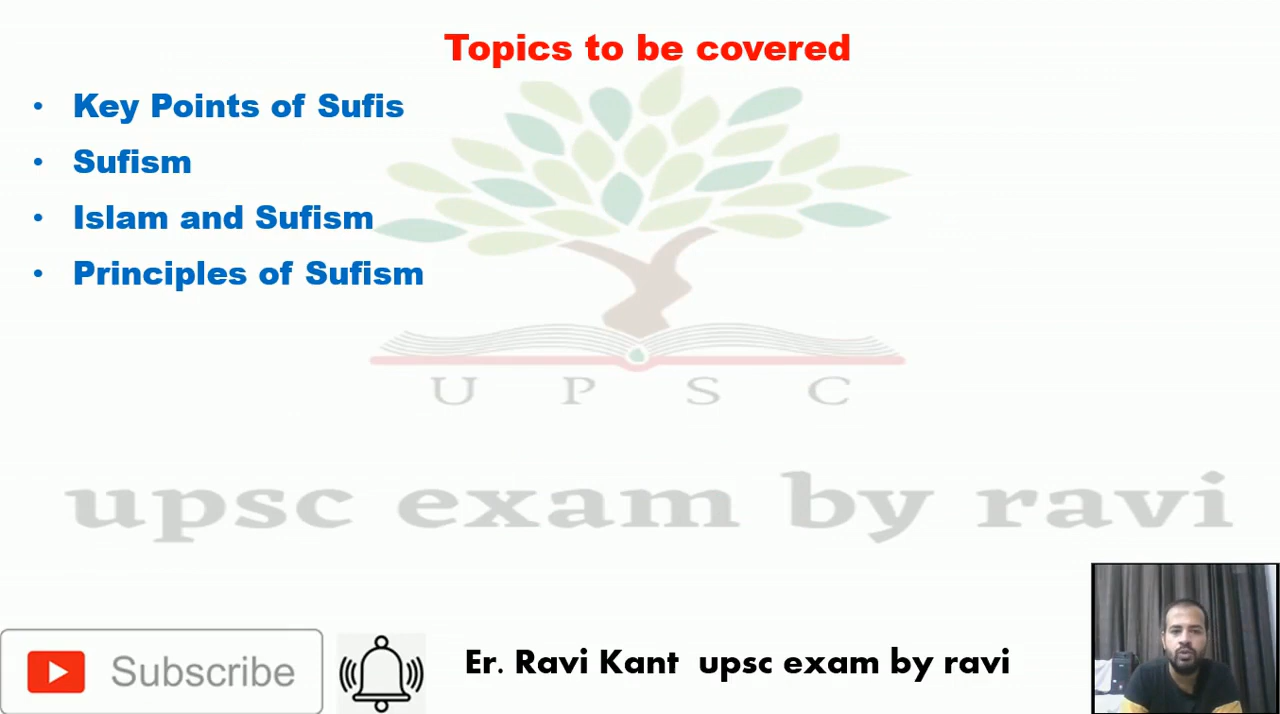 Topics to be covered
• Key Points of Sufis
• Sufism
• Islam and Sufism
• Principles of Sufism
U P S C
upsc exam by ravi
Subscribe
Er. Ravi Kant upsc exam by ravi